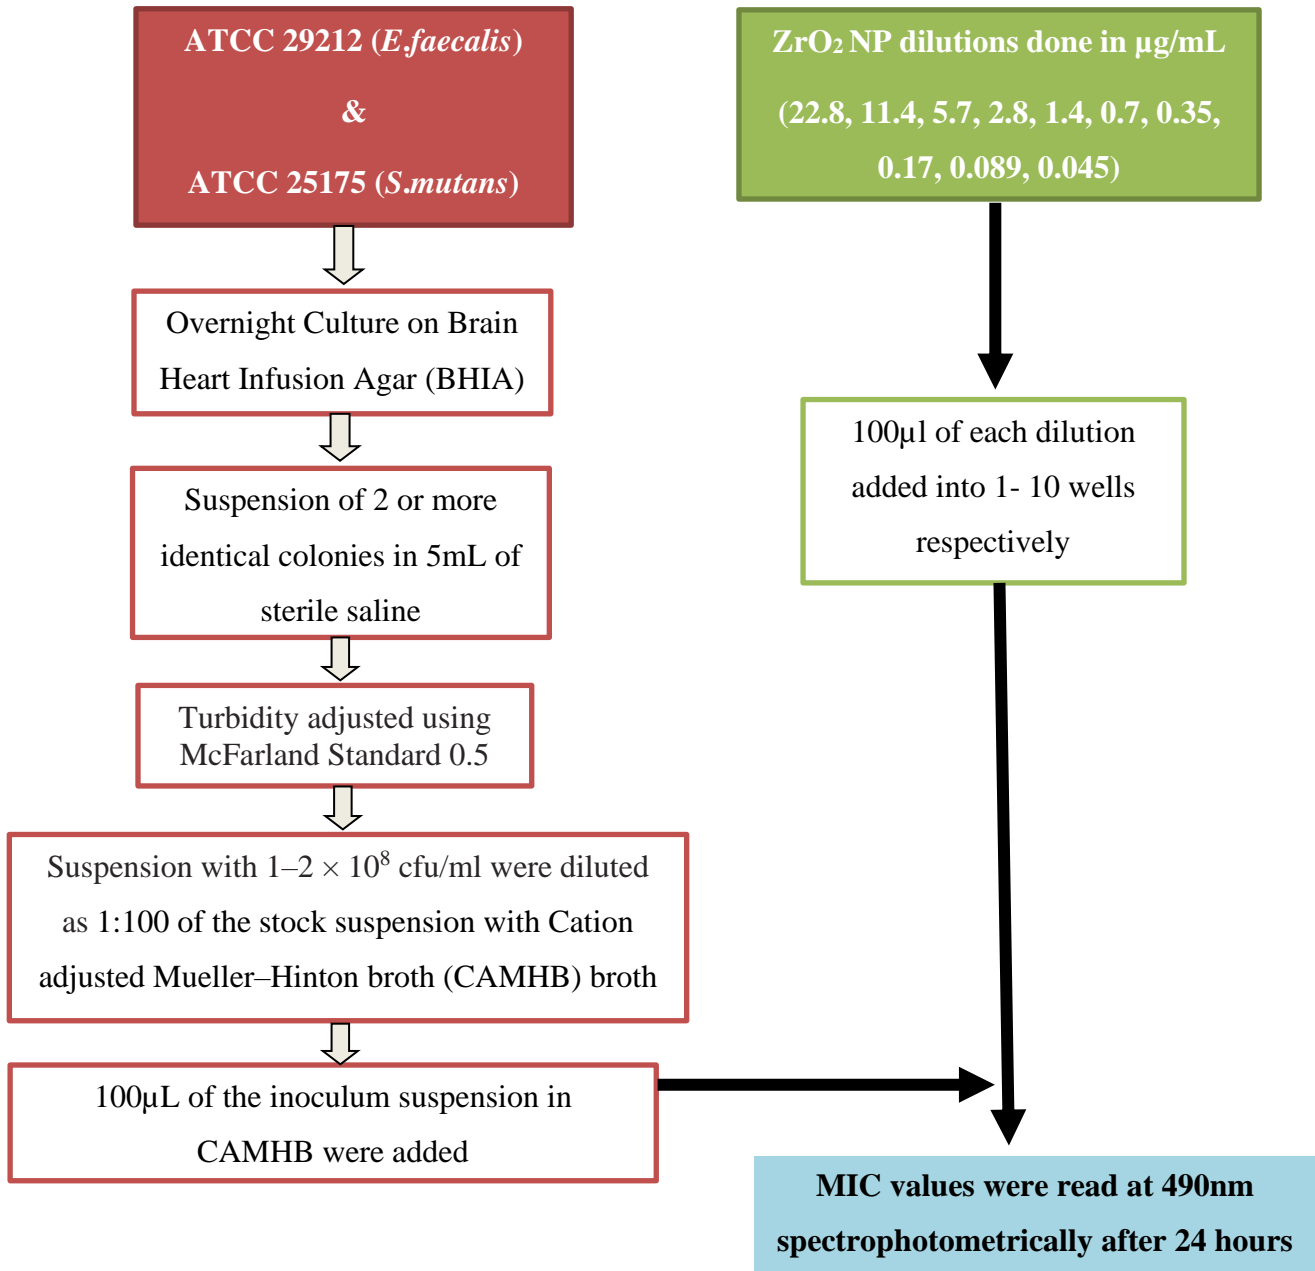 ATCC 29212 (E.faecalis)
&
ATCC 25175 (S.mutans)
Overnight Culture on Brain
Heart Infusion Agar (BHIA)
Suspension of 2 or more
identical colonies in 5mL of
sterile saline
Turbidity adjusted using
McFarland Standard 0.5
Suspension with 1–2 × 10⁸ cfu/ml were diluted
as 1:100 of the stock suspension with Cation
adjusted Mueller–Hinton broth (CAMHB) broth
100µL of the inoculum suspension in
CAMHB were added
ZrO₂ NP dilutions done in µg/mL
(22.8, 11.4, 5.7, 2.8, 1.4, 0.7, 0.35,
0.17, 0.089, 0.045)
100µl of each dilution
added into 1- 10 wells
respectively
MIC values were read at 490nm
spectrophotometrically after 24 hours